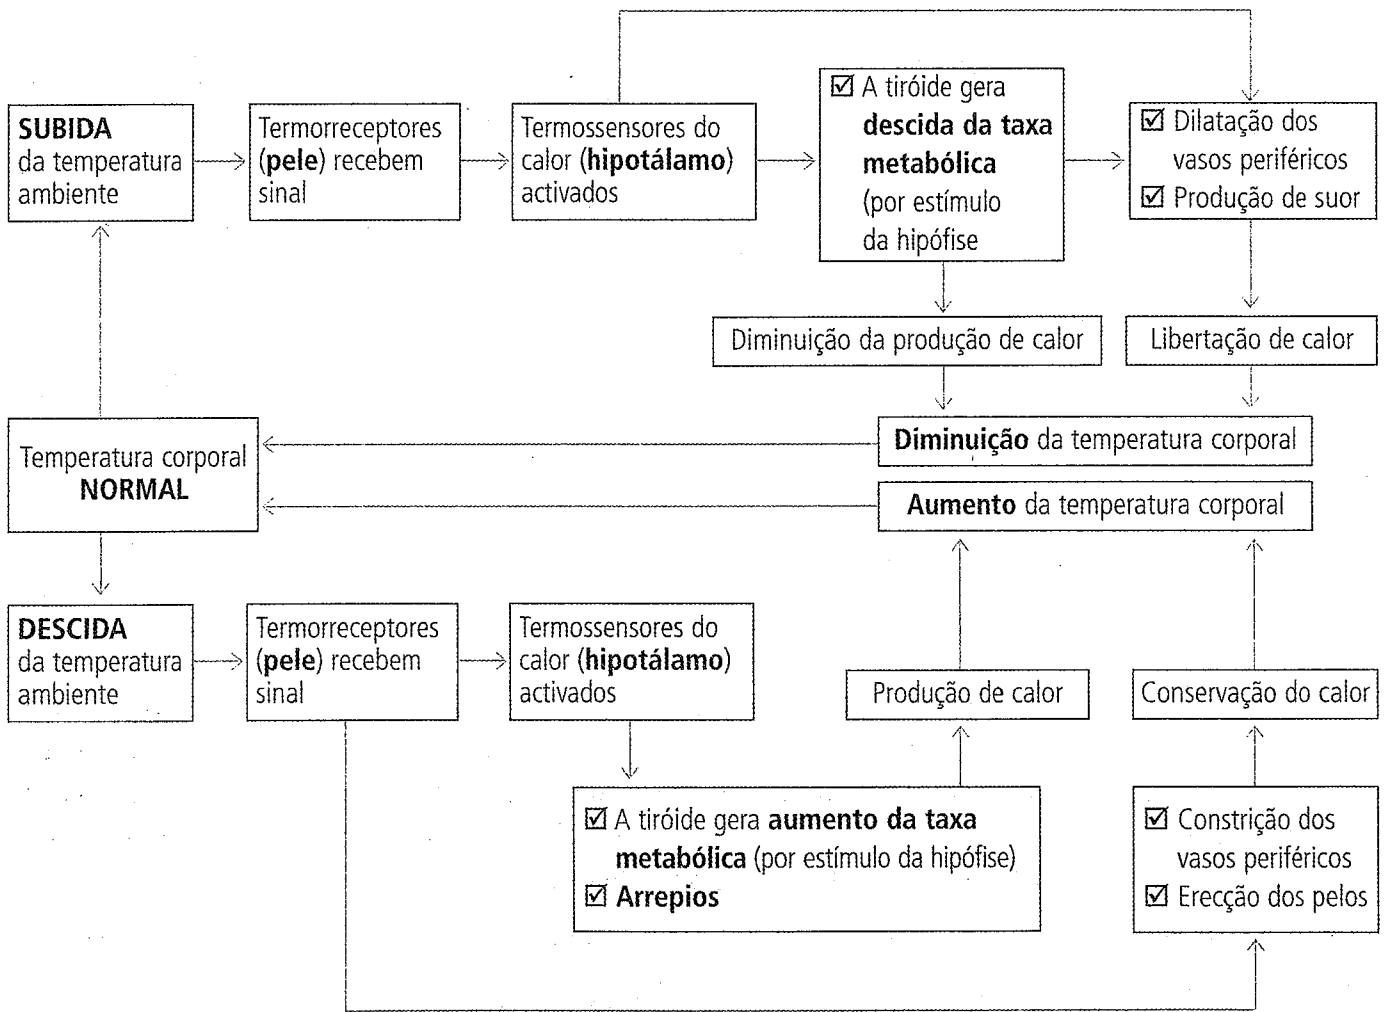 SUBIDA
da temperatura
ambiente
Termorreceptores
(pele) recebem
sinal
Termossensores do
calor (hipotálamo)
activados
☑ A tiróide gera
descida da taxa
metabólica
(por estímulo
da hipófise
☑ Dilatação dos
vasos periféricos
☑ Produção de suor
Diminuição da produção de calor
Libertação de calor
Temperatura corporal
NORMAL
Diminuição da temperatura corporal
Aumento da temperatura corporal
DESCIDA
da temperatura
ambiente
Termorreceptores
(pele) recebem
sinal
Termossensores do
calor (hipotálamo)
activados
Produção de calor
Conservação do calor
☑ A tiróide gera aumento da taxa
metabólica (por estímulo da hipófise)
☑ Arrepios
☑ Constrição dos
vasos periféricos
☑ Erecção dos pelos